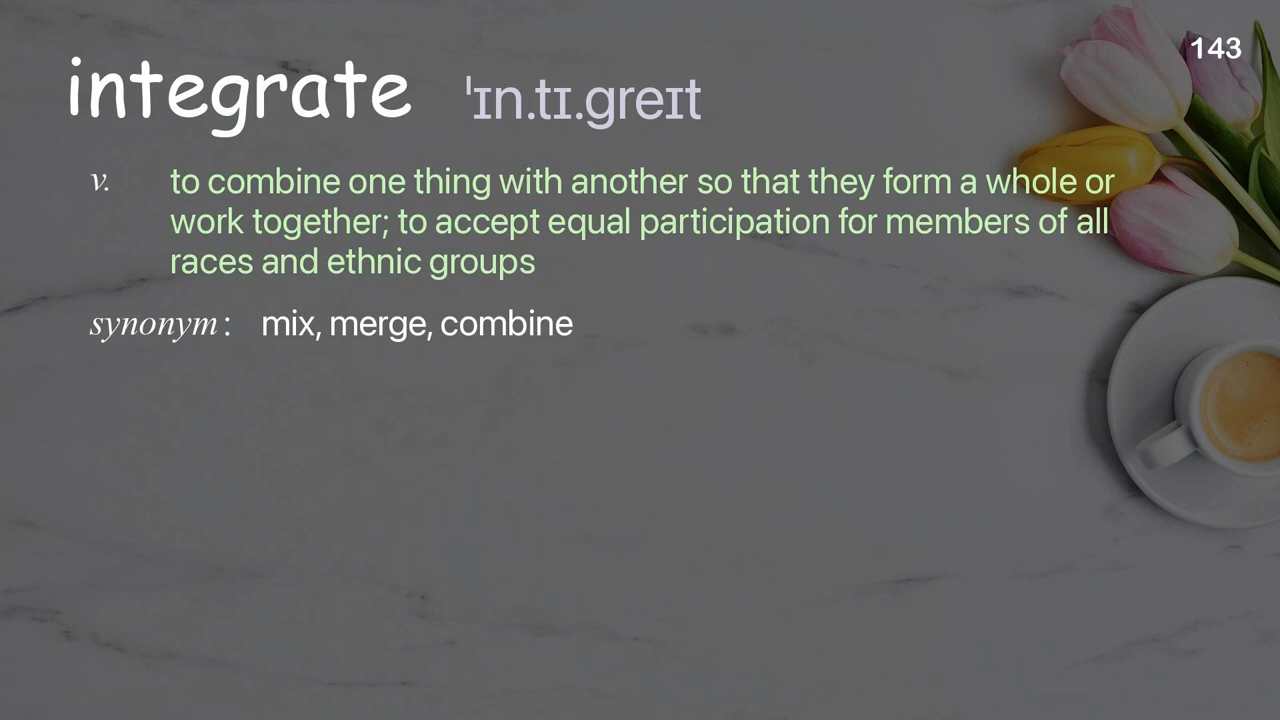 143
integrate ˈɪn.tɪ.ɡreɪt
v. to combine one thing with another so that they form a whole or
work together; to accept equal participation for members of all
races and ethnic groups
synonym: mix, merge, combine